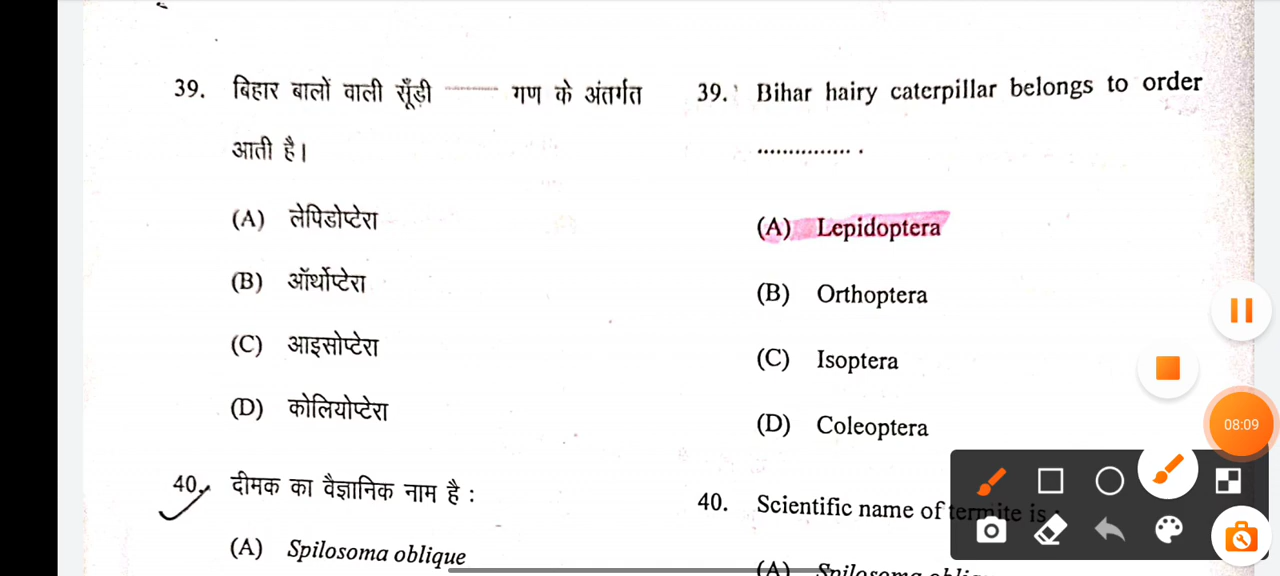 39. बिहार बालों वाली सूँड़ी ........... गण के अंतर्गत
आती है।
(A) लेपिडोप्टेरा
(B) ऑर्थोप्टेरा
(C) आइसोप्टेरा
(D) कोलियोप्टेरा
40. दीमक का वैज्ञानिक नाम है :
(A) Spilosoma oblique
39. Bihar hairy caterpillar belongs to order
................ .
(A) Lepidoptera
(B) Orthoptera
(C) Isoptera
(D) Coleoptera
40. Scientific name of termite is :
(A) Spilosoma
08:09